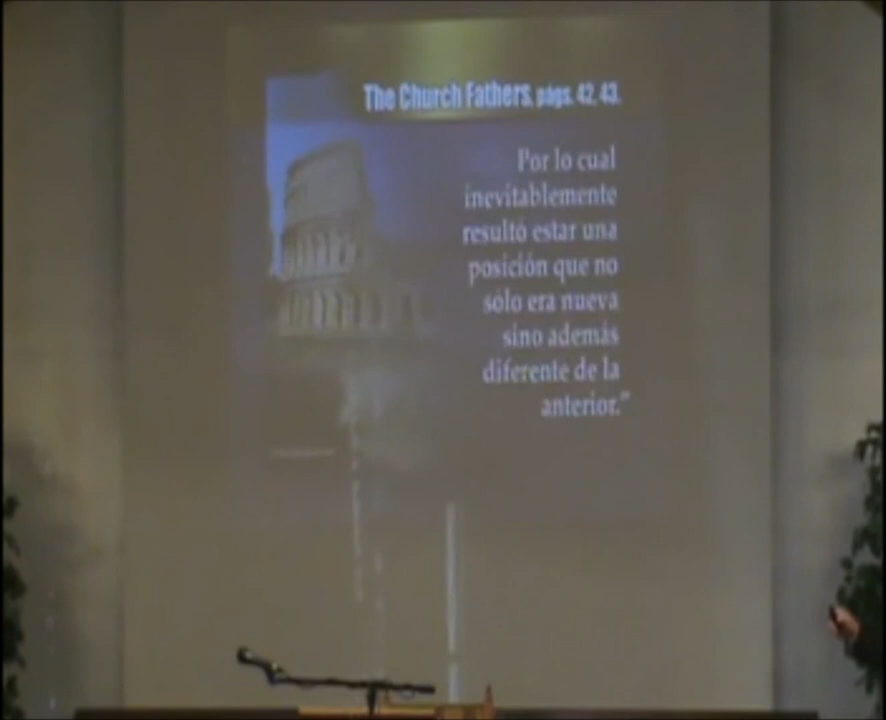 The Church Fathers, págs. 42, 43.
Por lo cual
inevitablemente
resultó estar una
posición que no
sólo era nueva
sino además
diferente de la
anterior."